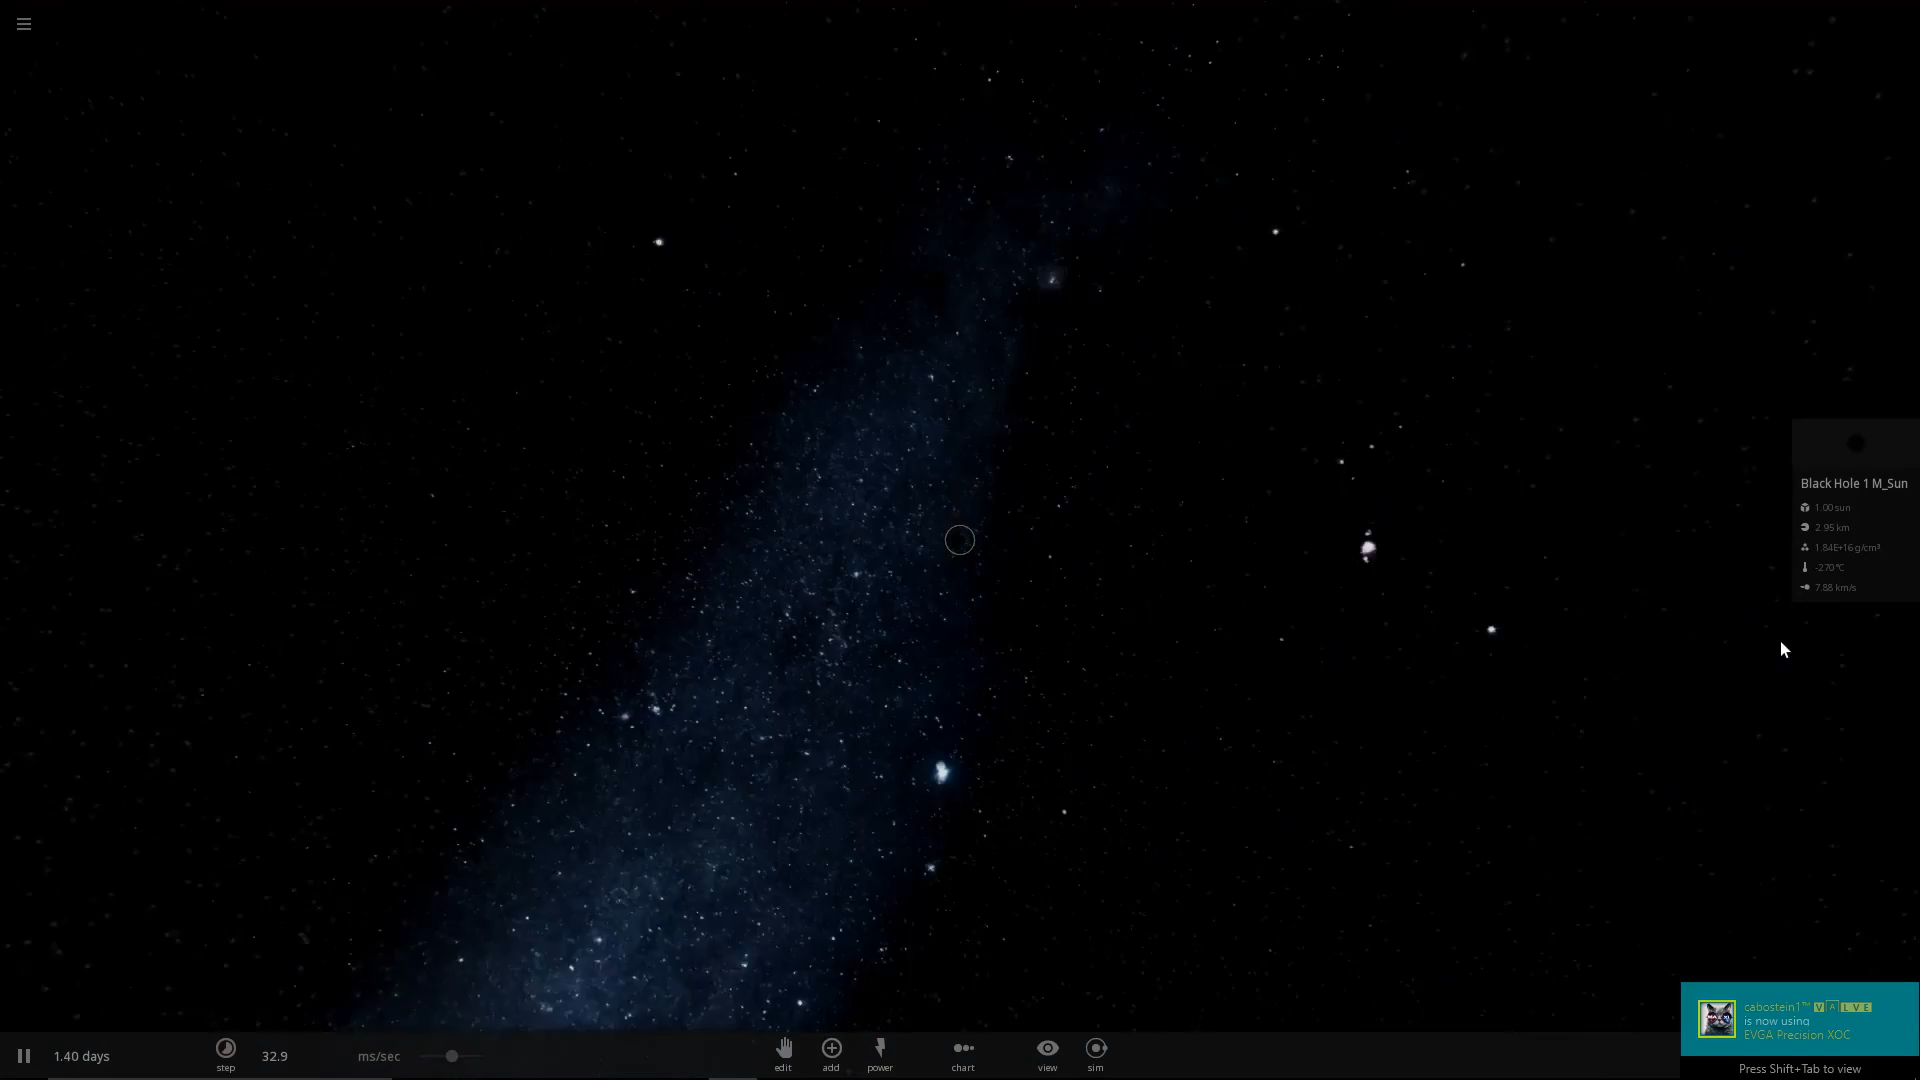 Black Hole 1 M_Sun
1.00 sun
2.95 km
1.84E+16 g/cm³
-270 °C
7.88 km/s
cabostein1™ V A L V E
is now using
EVGA Precision XOC
Press Shift+Tab to view
1.40 days
step
32.9
ms/sec
edit
add
power
chart
view
sim